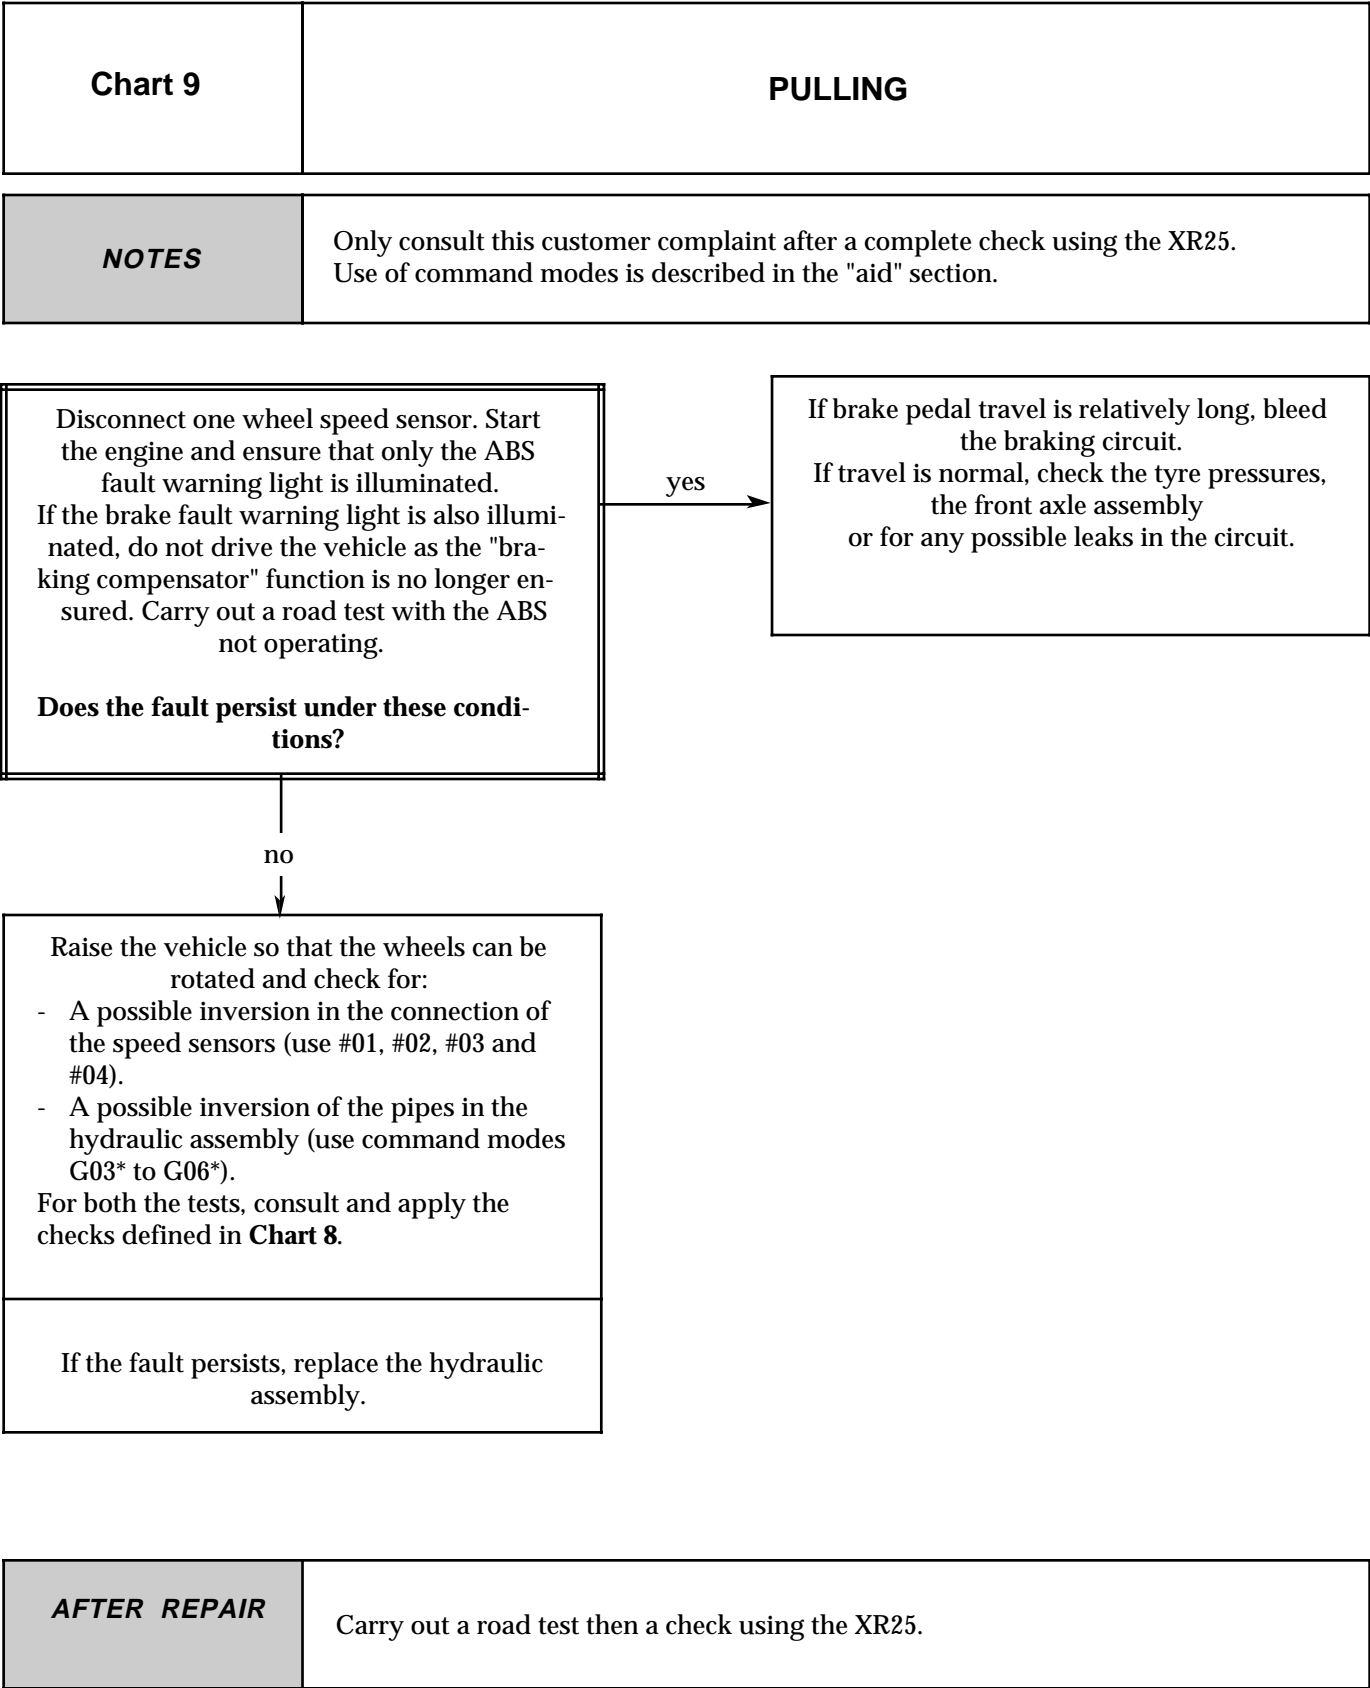 Chart 9
PULLING
NOTES
Only consult this customer complaint after a complete check using the XR25.
Use of command modes is described in the "aid" section.
Disconnect one wheel speed sensor. Start
the engine and ensure that only the ABS
fault warning light is illuminated.
If the brake fault warning light is also illumi-
nated, do not drive the vehicle as the "bra-
king compensator" function is no longer en-
sured. Carry out a road test with the ABS
not operating.
Does the fault persist under these condi-
tions?
yes
If brake pedal travel is relatively long, bleed
the braking circuit.
If travel is normal, check the tyre pressures,
the front axle assembly
or for any possible leaks in the circuit.
no
Raise the vehicle so that the wheels can be
rotated and check for:
- A possible inversion in the connection of
the speed sensors (use #01, #02, #03 and
#04).
- A possible inversion of the pipes in the
hydraulic assembly (use command modes
G03* to G06*).
For both the tests, consult and apply the
checks defined in Chart 8.
If the fault persists, replace the hydraulic
assembly.
AFTER REPAIR
Carry out a road test then a check using the XR25.